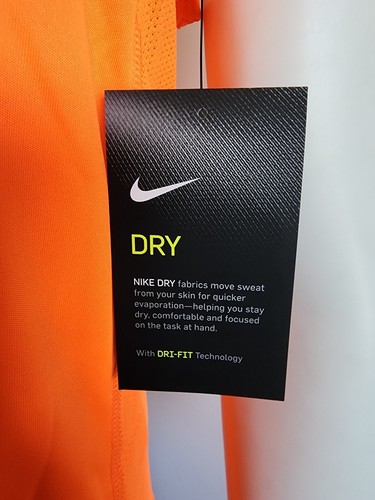 DRY
NIKE DRY fabrics move sweat
from your skin for quicker
evaporation—helping you stay
dry, comfortable and focused
on the task at hand.
With DRI-FIT Technology